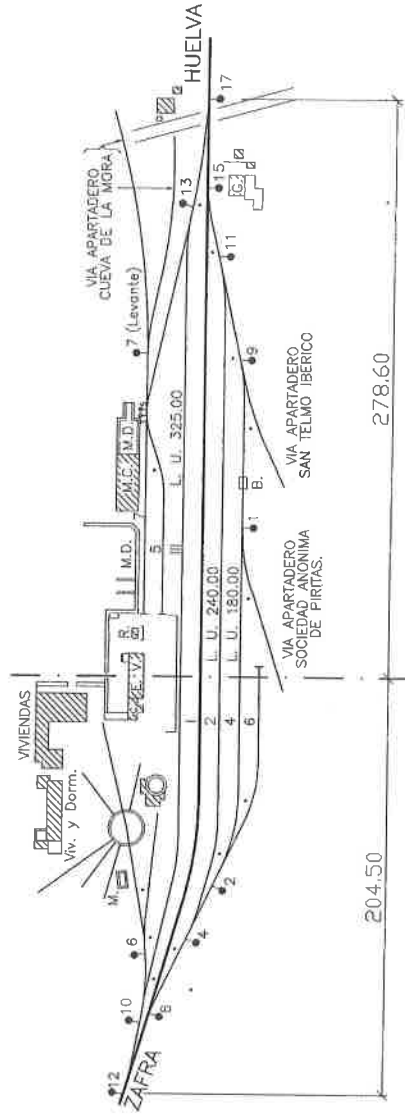 HUELVA
17
15
13
11
9
VIA APARTADERO
CUEVA DE LA MORA
7 (Levante)
G.
VIA APARTADERO
SAN TELMO IBERICO
278.60
M.C. M.D.
M.D.
L. U. 325.00
L. U. 240.00
L. U. 180.00
B.
1
5
III
I
2
4
6
VIA APARTADERO
SOCIEDAD ANONIMA
DE PIRITAS.
R.
E. V.
VIVIENDAS
Viv. y Dorm.
M.
2
4
6
8
10
12
ZAFRA
204.50